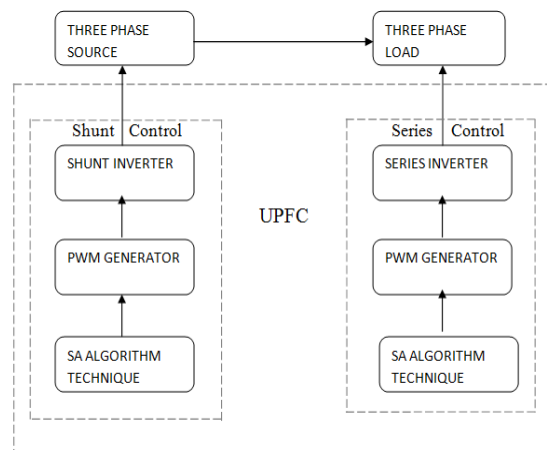 THREE PHASE
SOURCE
THREE PHASE
LOAD
Shunt Control
Series Control
SHUNT INVERTER
SERIES INVERTER
UPFC
PWM GENERATOR
PWM GENERATOR
SA ALGORITHM
TECHNIQUE
SA ALGORITHM
TECHNIQUE